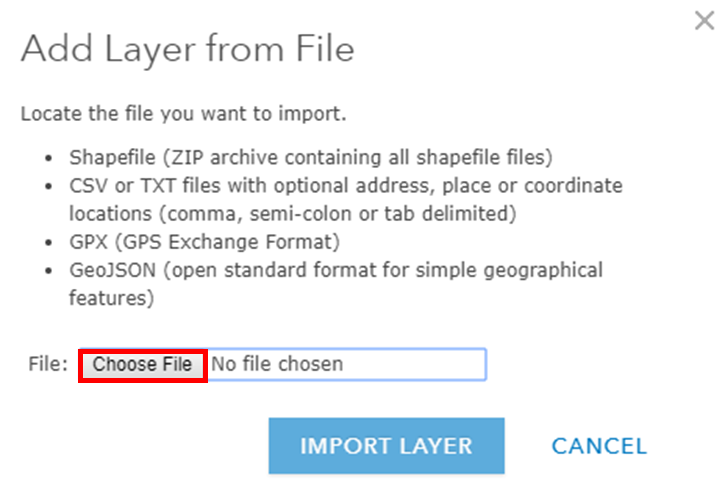 Add Layer from File
Locate the file you want to import.
• Shapefile (ZIP archive containing all shapefile files)
• CSV or TXT files with optional address, place or coordinate
locations (comma, semi-colon or tab delimited)
• GPX (GPS Exchange Format)
• GeoJSON (open standard format for simple geographical
features)
File: Choose File No file chosen
IMPORT LAYER CANCEL